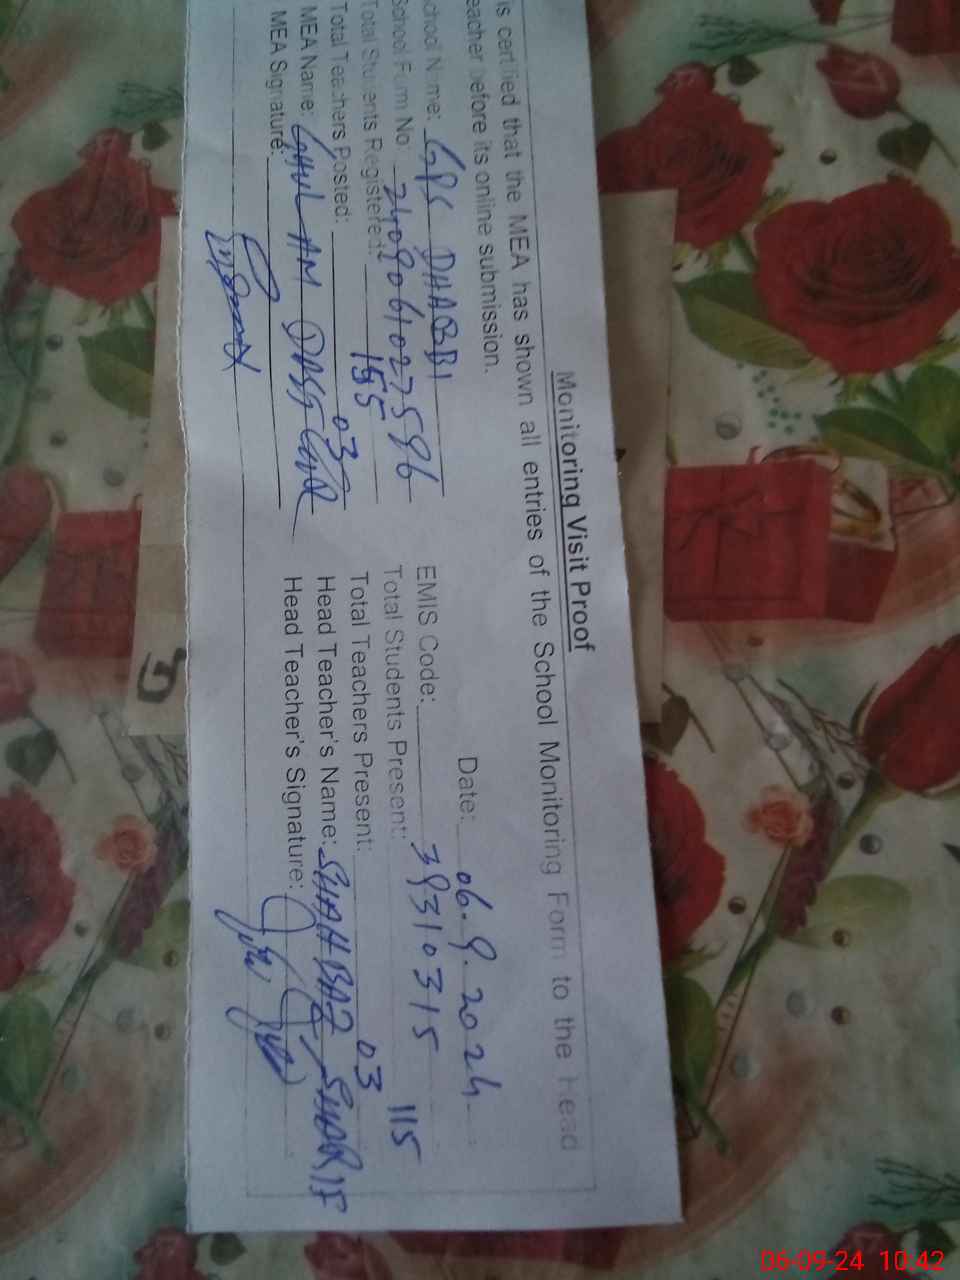 Monitoring Visit Proof
is certified that the MEA has shown all entries of the School Monitoring Form to the Head
eacher before its online submission.
Date: 06.9.2024
chool Name: GPS DHABBI EMIS Code: 39310315
School Form No: Total Students Present: 115
Total Students Registered: 155 Total Teachers Present: 03
Total Teachers Posted: 03 Head Teacher's Name: SHAHBAZ SHARIF
MEA Name: Head Teacher's Signature:
MEA Signature:
06-09-24 10:42